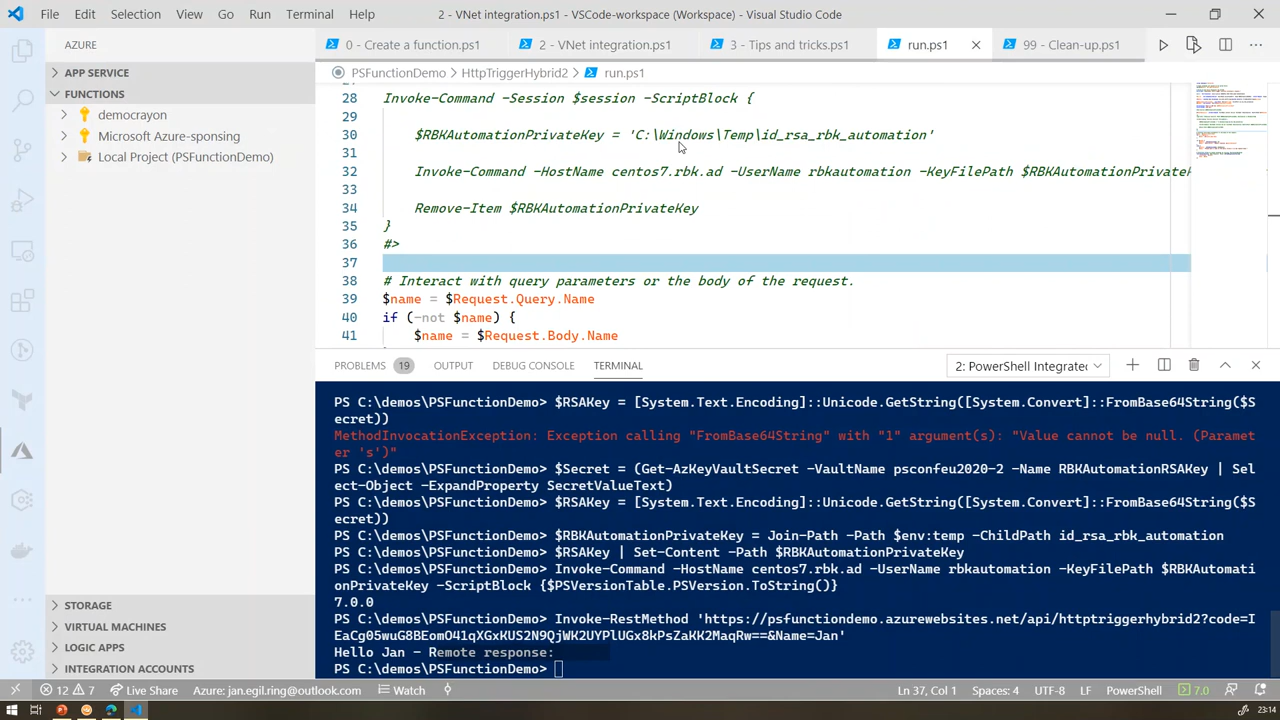 File Edit Selection View Go Run Terminal Help 2 - VNet integration.ps1 - VSCode-workspace (Workspace) - Visual Studio Code
AZURE
0 - Create a function.ps1 2 - VNet integration.ps1 3 - Tips and tricks.ps1 run.ps1 99 - Clean-up.ps1
APP SERVICE
FUNCTIONS
democrayon
Microsoft Azure-sponsing
Local Project (PSFunctionDemo)
STORAGE
VIRTUAL MACHINES
LOGIC APPS
INTEGRATION ACCOUNTS
PSFunctionDemo > HttpTriggerHybrid2 > run.ps1
28 Invoke-Command -Session $session -ScriptBlock {
29
30 $RBKAutomationPrivateKey = 'C:\Windows\Temp\id_rsa_rbk_automation'
31
32 Invoke-Command -HostName centos7.rbk.ad -UserName rbkautomation -KeyFilePath $RBKAutomationPrivateK
33
34 Remove-Item $RBKAutomationPrivateKey
35 }
36 #>
37
38 # Interact with query parameters or the body of the request.
39 $name = $Request.Query.Name
40 if (-not $name) {
41 $name = $Request.Body.Name
PROBLEMS 19 OUTPUT DEBUG CONSOLE TERMINAL 2: PowerShell Integrate
PS C:\demos\PSFunctionDemo> $RSAKey = [System.Text.Encoding]::Unicode.GetString([System.Convert]::FromBase64String($S
ecret))
MethodInvocationException: Exception calling "FromBase64String" with "1" argument(s): "Value cannot be null. (Paramet
er 's')"
PS C:\demos\PSFunctionDemo> $Secret = (Get-AzKeyVaultSecret -VaultName psconfeu2020-2 -Name RBKAutomationRSAKey | Sel
ect-Object -ExpandProperty SecretValueText)
PS C:\demos\PSFunctionDemo> $RSAKey = [System.Text.Encoding]::Unicode.GetString([System.Convert]::FromBase64String($S
ecret))
PS C:\demos\PSFunctionDemo> $RBKAutomationPrivateKey = Join-Path -Path $env:temp -ChildPath id_rsa_rbk_automation
PS C:\demos\PSFunctionDemo> $RSAKey | Set-Content -Path $RBKAutomationPrivateKey
PS C:\demos\PSFunctionDemo> Invoke-Command -HostName centos7.rbk.ad -UserName rbkautomation -KeyFilePath $RBKAutomati
onPrivateKey -ScriptBlock {$PSVersionTable.PSVersion.ToString()}
7.0.0
PS C:\demos\PSFunctionDemo> Invoke-RestMethod 'https://psfunctiondemo.azurewebsites.net/api/httptriggerhybrid2?code=I
EaCg05wuG8BEomO41qXGxKUS2N9QjWK2UYPlUGx8kPsZaKK2MaqRw==&Name=Jan'
Hello Jan - Remote response:
PS C:\demos\PSFunctionDemo>
12 7 Live Share Azure: jan.egil.ring@outlook.com Watch Ln 37, Col 1 Spaces: 4 UTF-8 LF PowerShell 7.0
23:14